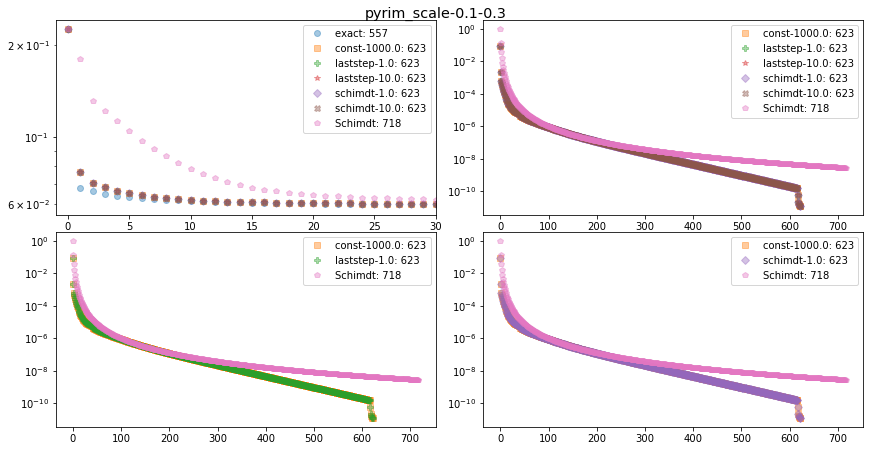 pyrim_scale-0.1-0.3
2 × 10⁻¹
10⁻¹
6 × 10⁻²
0 5 10 15 20 25 30
exact: 557
const-1000.0: 623
laststep-1.0: 623
laststep-10.0: 623
schimdt-1.0: 623
schimdt-10.0: 623
Schimdt: 718
10⁰
10⁻²
10⁻⁴
10⁻⁶
10⁻⁸
10⁻¹⁰
0 100 200 300 400 500 600 700
const-1000.0: 623
laststep-1.0: 623
laststep-10.0: 623
schimdt-1.0: 623
schimdt-10.0: 623
Schimdt: 718
10⁰
10⁻²
10⁻⁴
10⁻⁶
10⁻⁸
10⁻¹⁰
0 100 200 300 400 500 600 700
const-1000.0: 623
laststep-1.0: 623
Schimdt: 718
10⁰
10⁻²
10⁻⁴
10⁻⁶
10⁻⁸
10⁻¹⁰
0 100 200 300 400 500 600 700
const-1000.0: 623
schimdt-1.0: 623
Schimdt: 718